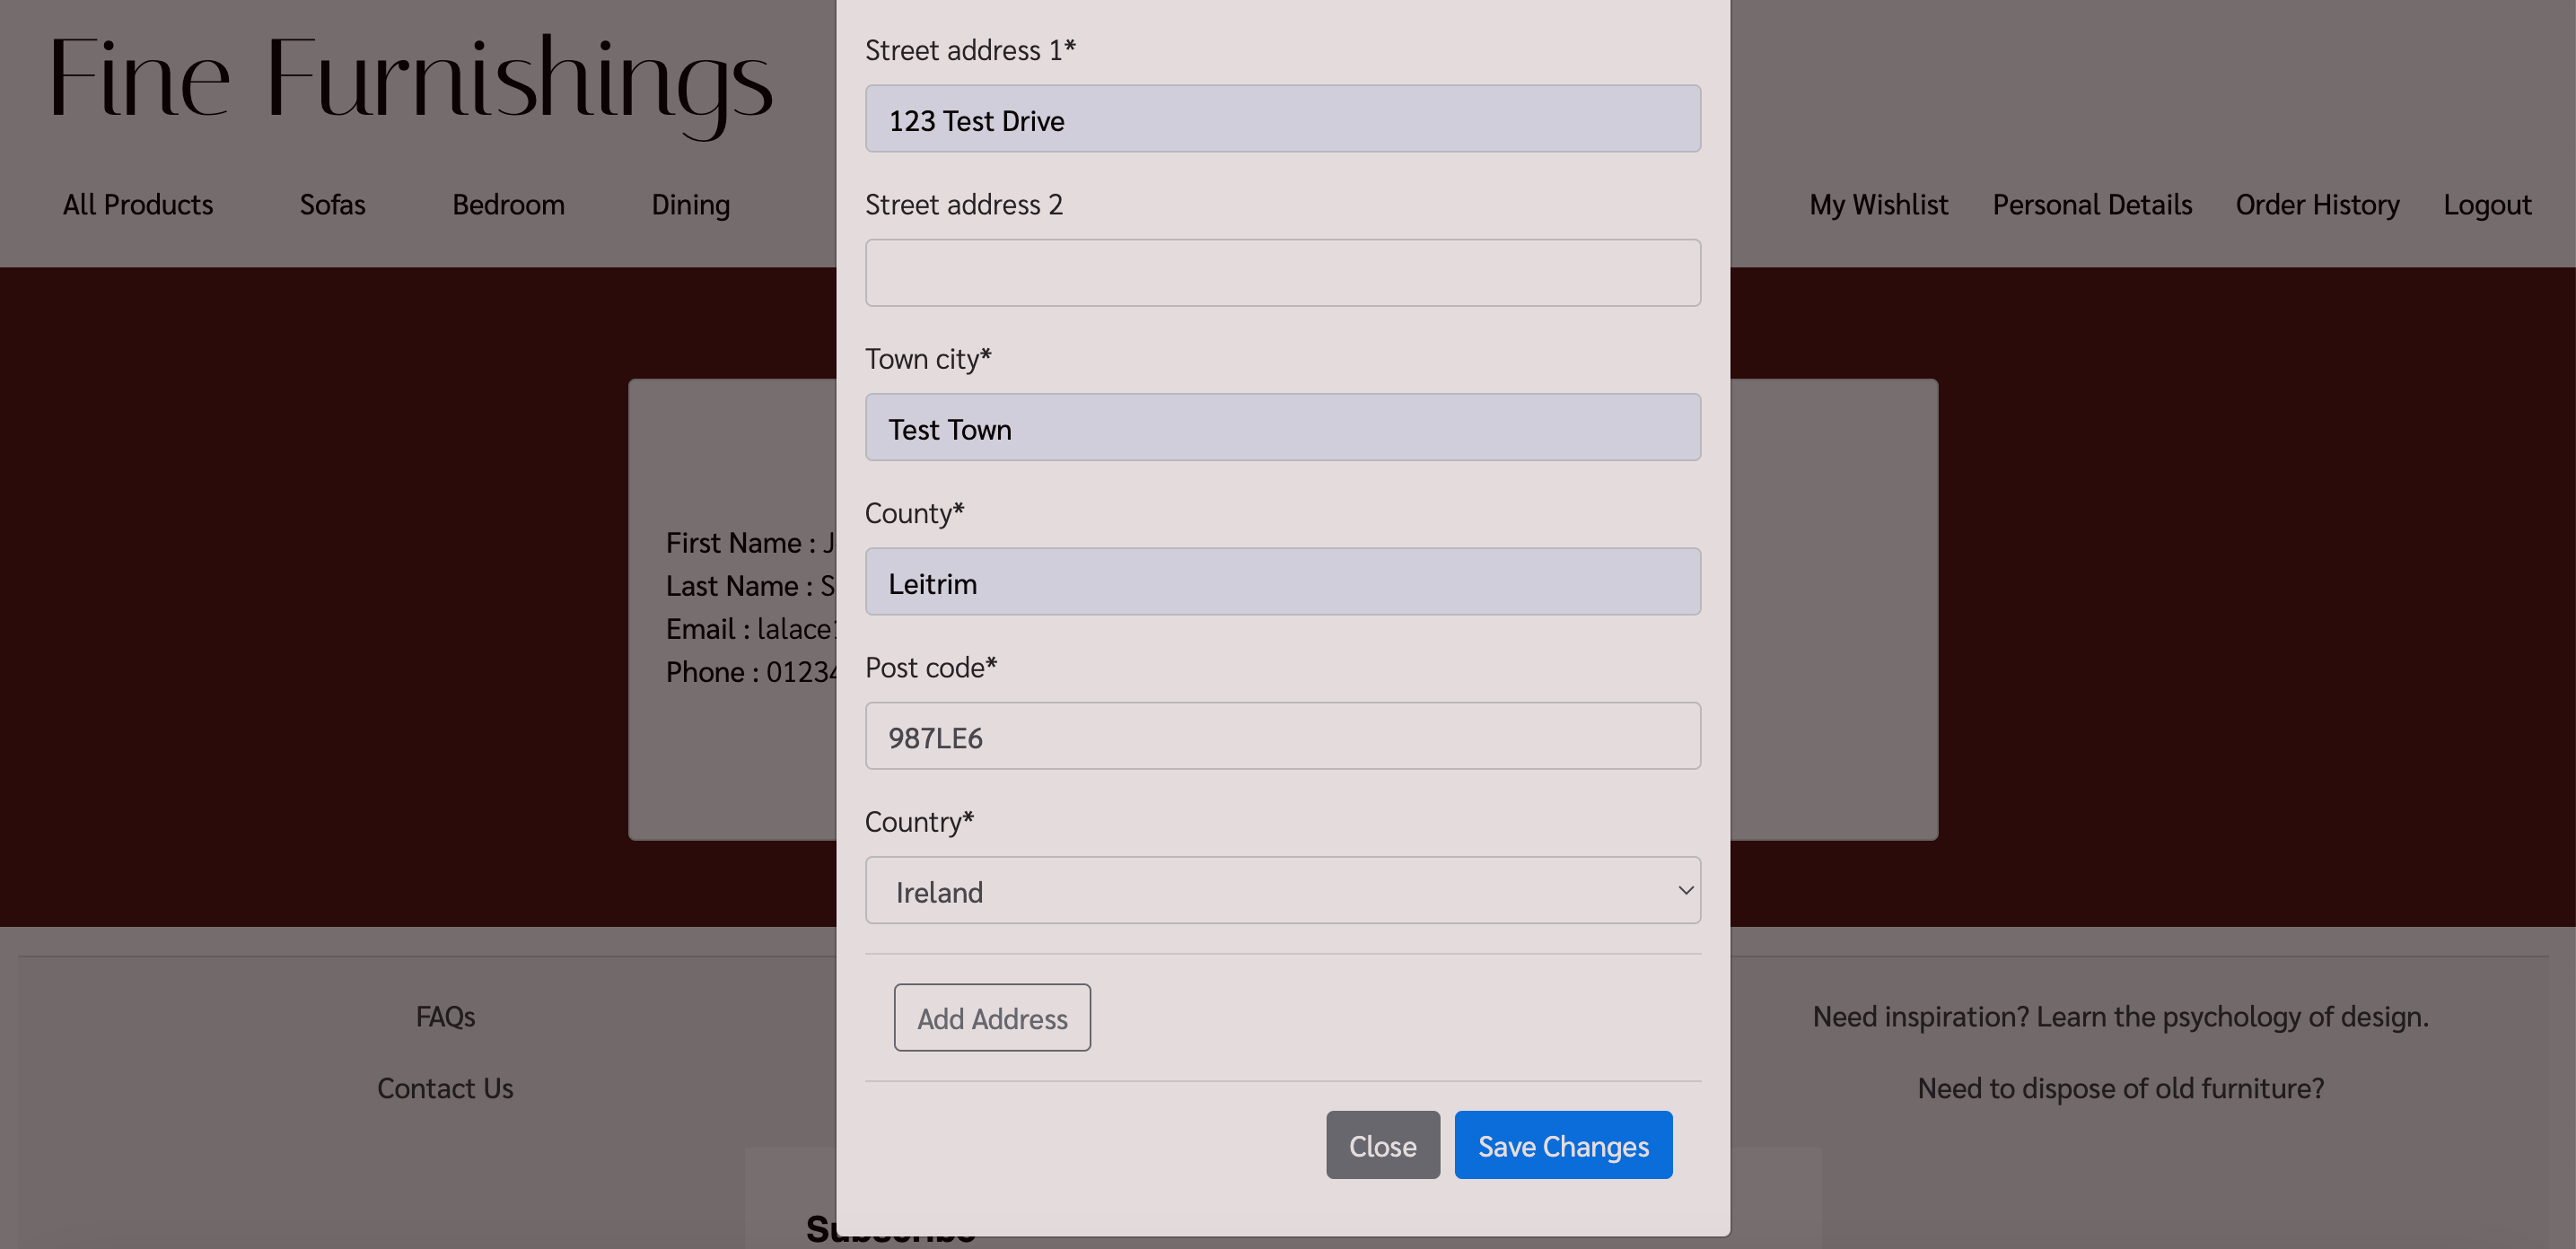 Fine Furnishings
All Products Sofas Bedroom Dining
My Wishlist Personal Details Order History Logout
First Name : J
Last Name : S
Email : lalace
Phone : 01234
Street address 1*
123 Test Drive
Street address 2
Town city*
Test Town
County*
Leitrim
Post code*
987LE6
Country*
Ireland
Add Address
Close Save Changes
FAQs
Contact Us
Need inspiration? Learn the psychology of design.
Need to dispose of old furniture?
Subscribe